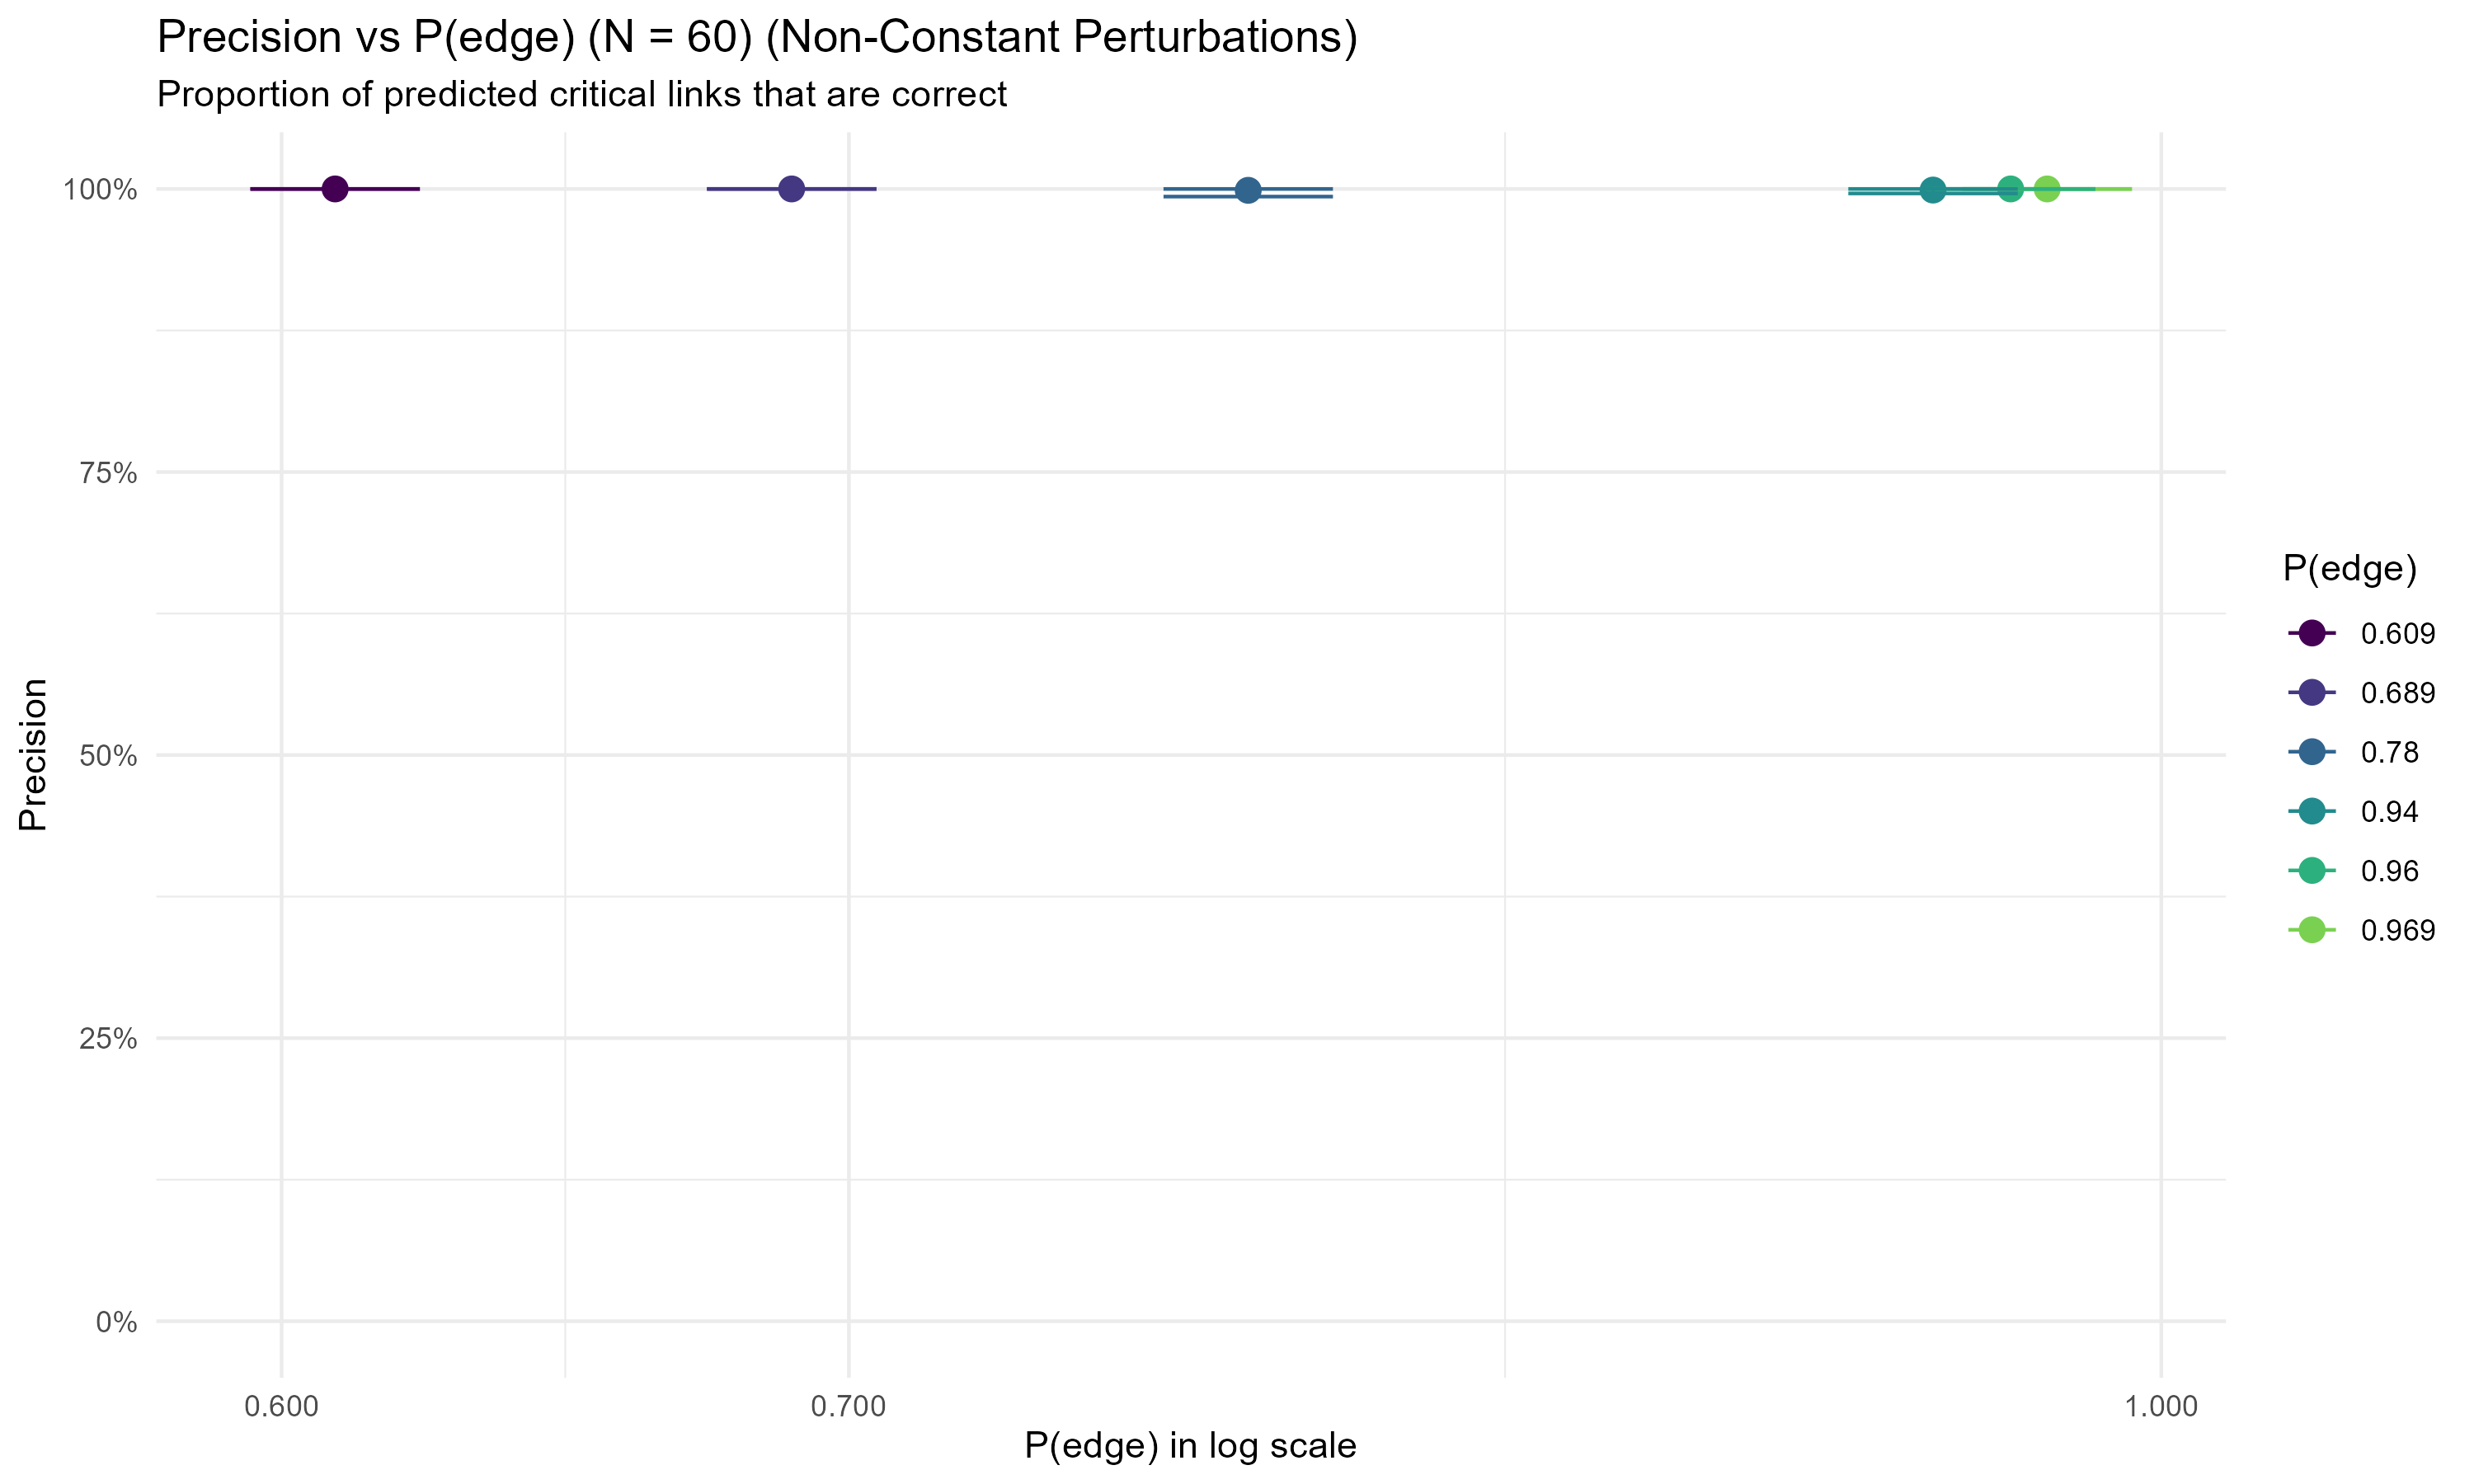 Precision vs P(edge) (N = 60) (Non-Constant Perturbations)
Proportion of predicted critical links that are correct
Precision
100%
75%
50%
25%
0%
0.600
0.700
1.000
P(edge) in log scale
P(edge)
0.609
0.689
0.78
0.94
0.96
0.969